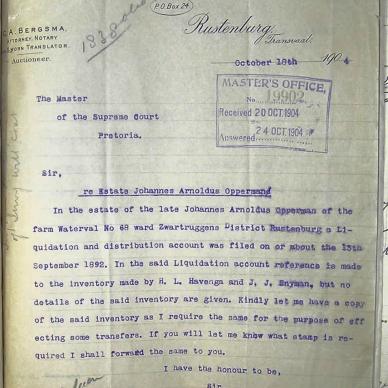 P.O. Box 24
C.A. BERGSMA,
ATTORNEY, NOTARY
SWORN TRANSLATOR.
Auctioneer.
Rustenburg,
Transvaal.
October 18th 1904
MASTER'S OFFICE,
No. 19902
Received 20 OCT. 1904
Answered 24 OCT. 1904
The Master
of the Supreme Court
Pretoria.
Sir,
re Estate Johannes Arnoldus Opperman
In the estate of the late Johannes Arnoldus Opperman of the
farm Waterval No 68 ward Zwartruggens District Rustenburg a Li-
quidation and distribution account was filed on or about the 13th
September 1892. In the said Liquidation account reference is made
to the inventory made by H. L. Havenga and J. J. Snyman, but no
details of the said inventory are given. Kindly let me have a copy
of the said inventory as I require the same for the purpose of eff
ecting some transfers. If you will let me know what stamp is re-
quired I shall forward the same to you.
I have the honour to be,
Sir